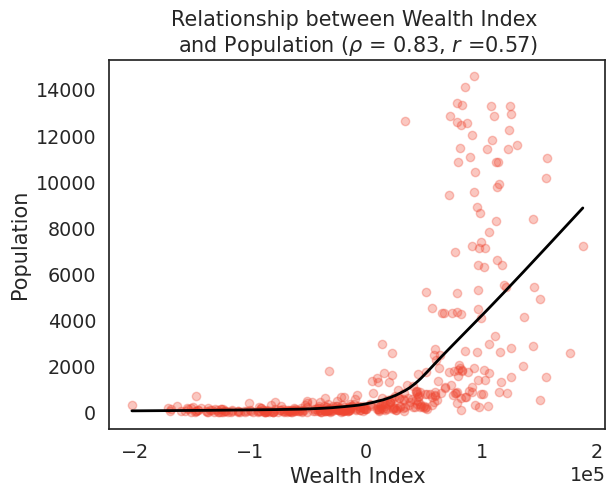 Relationship between Wealth Index
and Population (ρ = 0.83, r =0.57)
Population
14000
12000
10000
8000
6000
4000
2000
0
−2
−1
0
1
2
1e5
Wealth Index